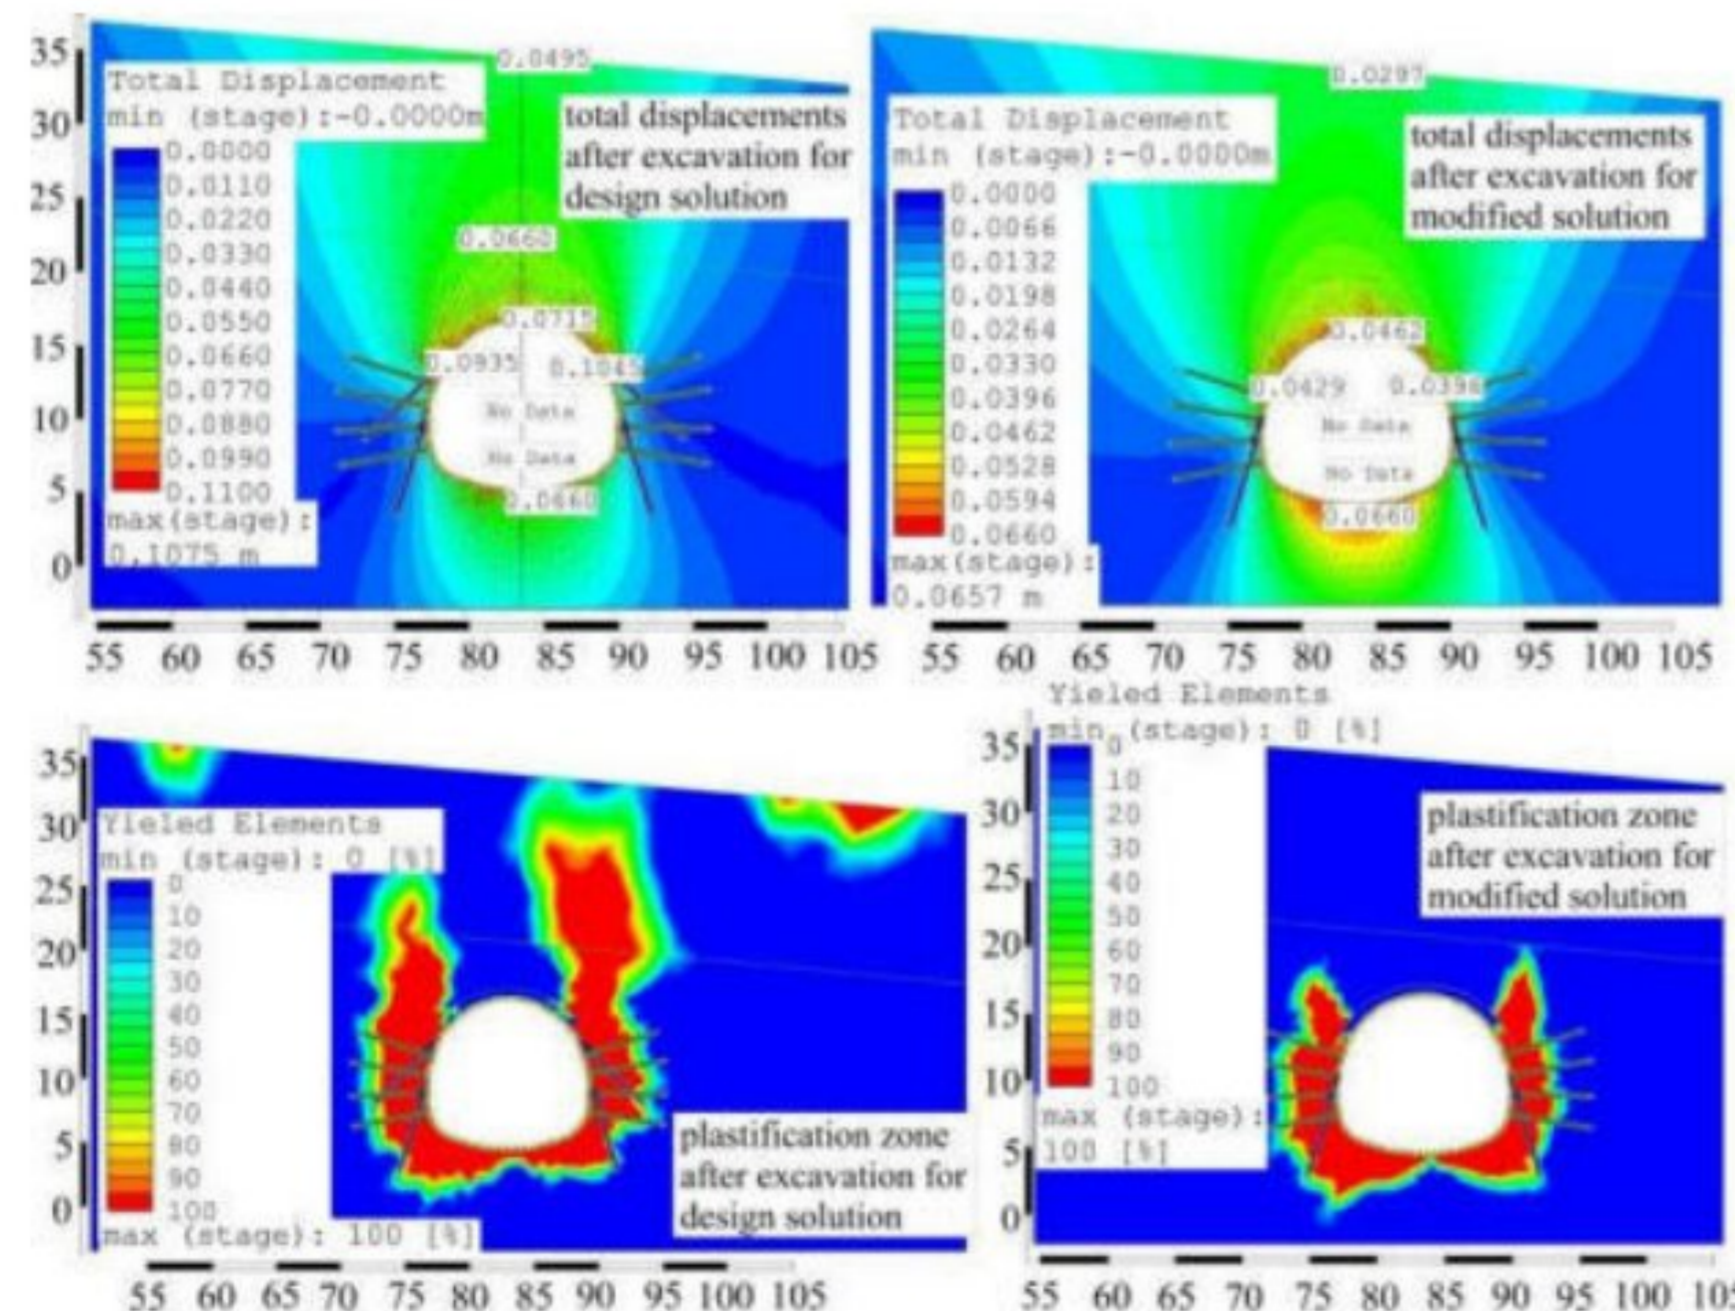 35
30
25
20
15
10
5
0
Total Displacement
min (stage):-0.0000m
0.0000
0.0110
0.0220
0.0330
0.0440
0.0550
0.0660
0.0770
0.0880
0.0990
0.1100
max(stage):
0.1075 m
0.0495
total displacements
after excavation for
design solution
0.0660
0.0715
0.0935
0.1045
No Data
No Data
0.0660
55 60 65 70 75 80 85 90 95 100 105
Total Displacement
min (stage):-0.0000m
0.0000
0.0066
0.0132
0.0198
0.0264
0.0330
0.0396
0.0462
0.0528
0.0594
0.0660
max(stage):
0.0657 m
0.0297
total displacements
after excavation for
modified solution
0.0462
0.0429
0.0396
No Data
No Data
0.0660
55 60 65 70 75 80 85 90 95 100 105
35
30
25
20
15
10
5
0
Yieled Elements
min (stage): 0 [%]
0
10
20
30
40
50
60
70
80
90
100
max (stage): 100 [%]
plastification zone
after excavation for
design solution
55 60 65 70 75 80 85 90 95 100 105
Yieled Elements
min (stage): 0 [%]
35
30
25
20
15
10
5
0
0
10
20
30
40
50
60
70
80
90
100
max (stage):
100 [%]
plastification zone
after excavation for
modified solution
55 60 65 70 75 80 85 90 95 100 10